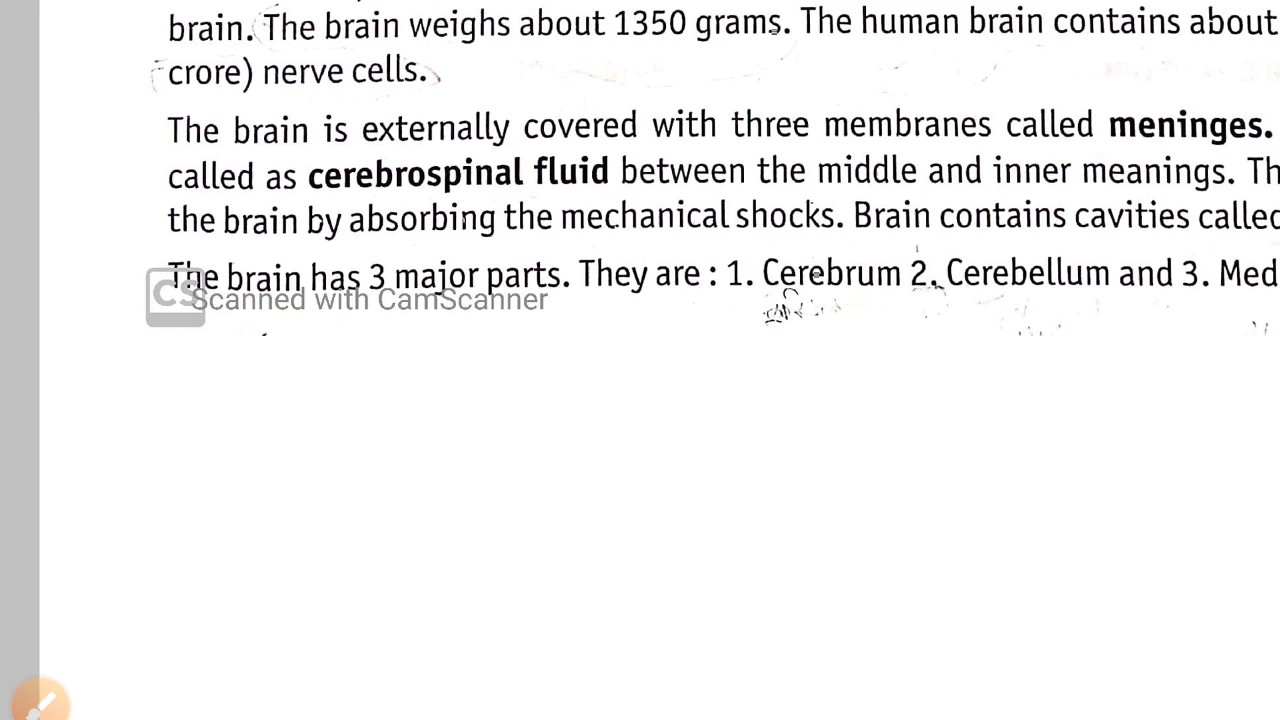 brain. The brain weighs about 1350 grams. The human brain contains about
crore) nerve cells.
The brain is externally covered with three membranes called meninges.
called as cerebrospinal fluid between the middle and inner meanings. Th
the brain by absorbing the mechanical shocks. Brain contains cavities called
The brain has 3 major parts. They are : 1. Cerebrum 2. Cerebellum and 3. Med
CS Scanned with CamScanner